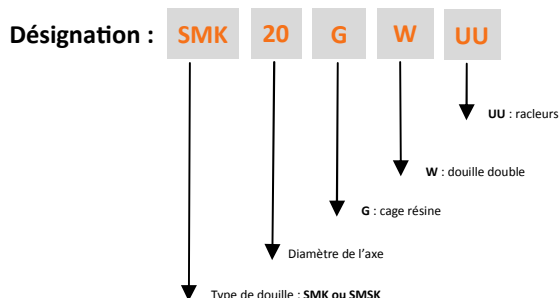 Désignation : SMK 20 G W UU
UU : racleurs
W : douille double
G : cage résine
Diamètre de l'axe
Type de douille : SMK ou SMSK